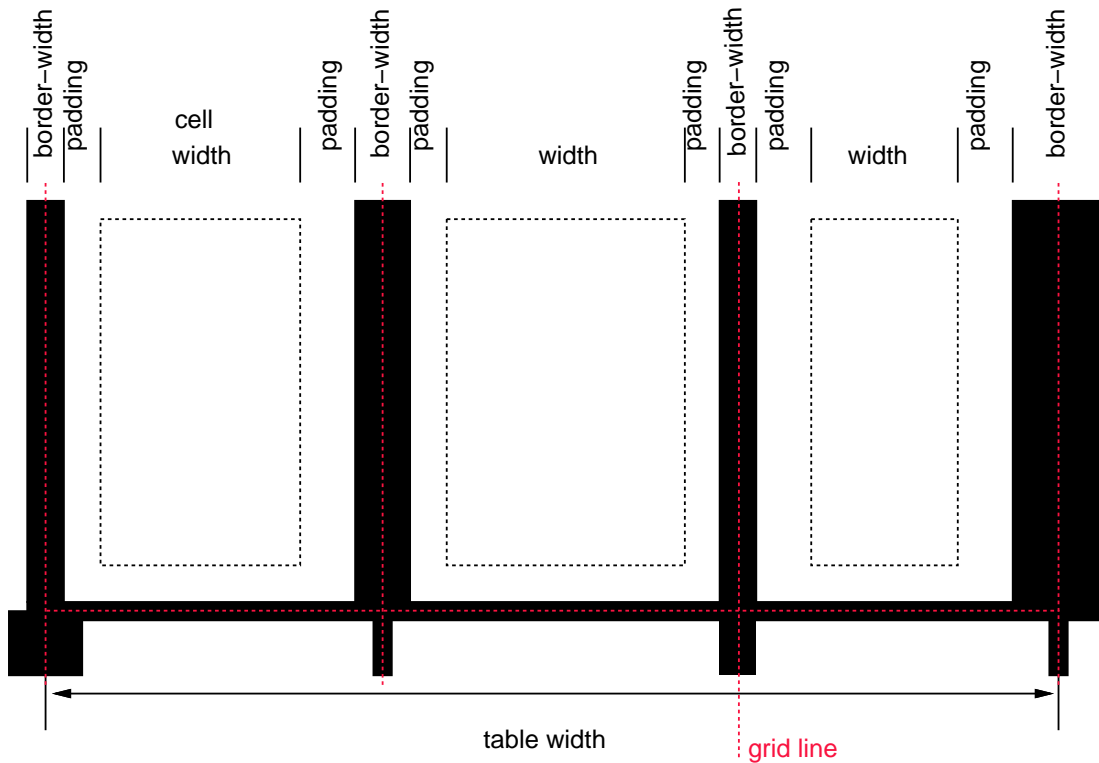 border–width
padding
cell
width
padding
border–width
padding
width
padding
border–width
padding
width
padding
border–width
table width
grid line